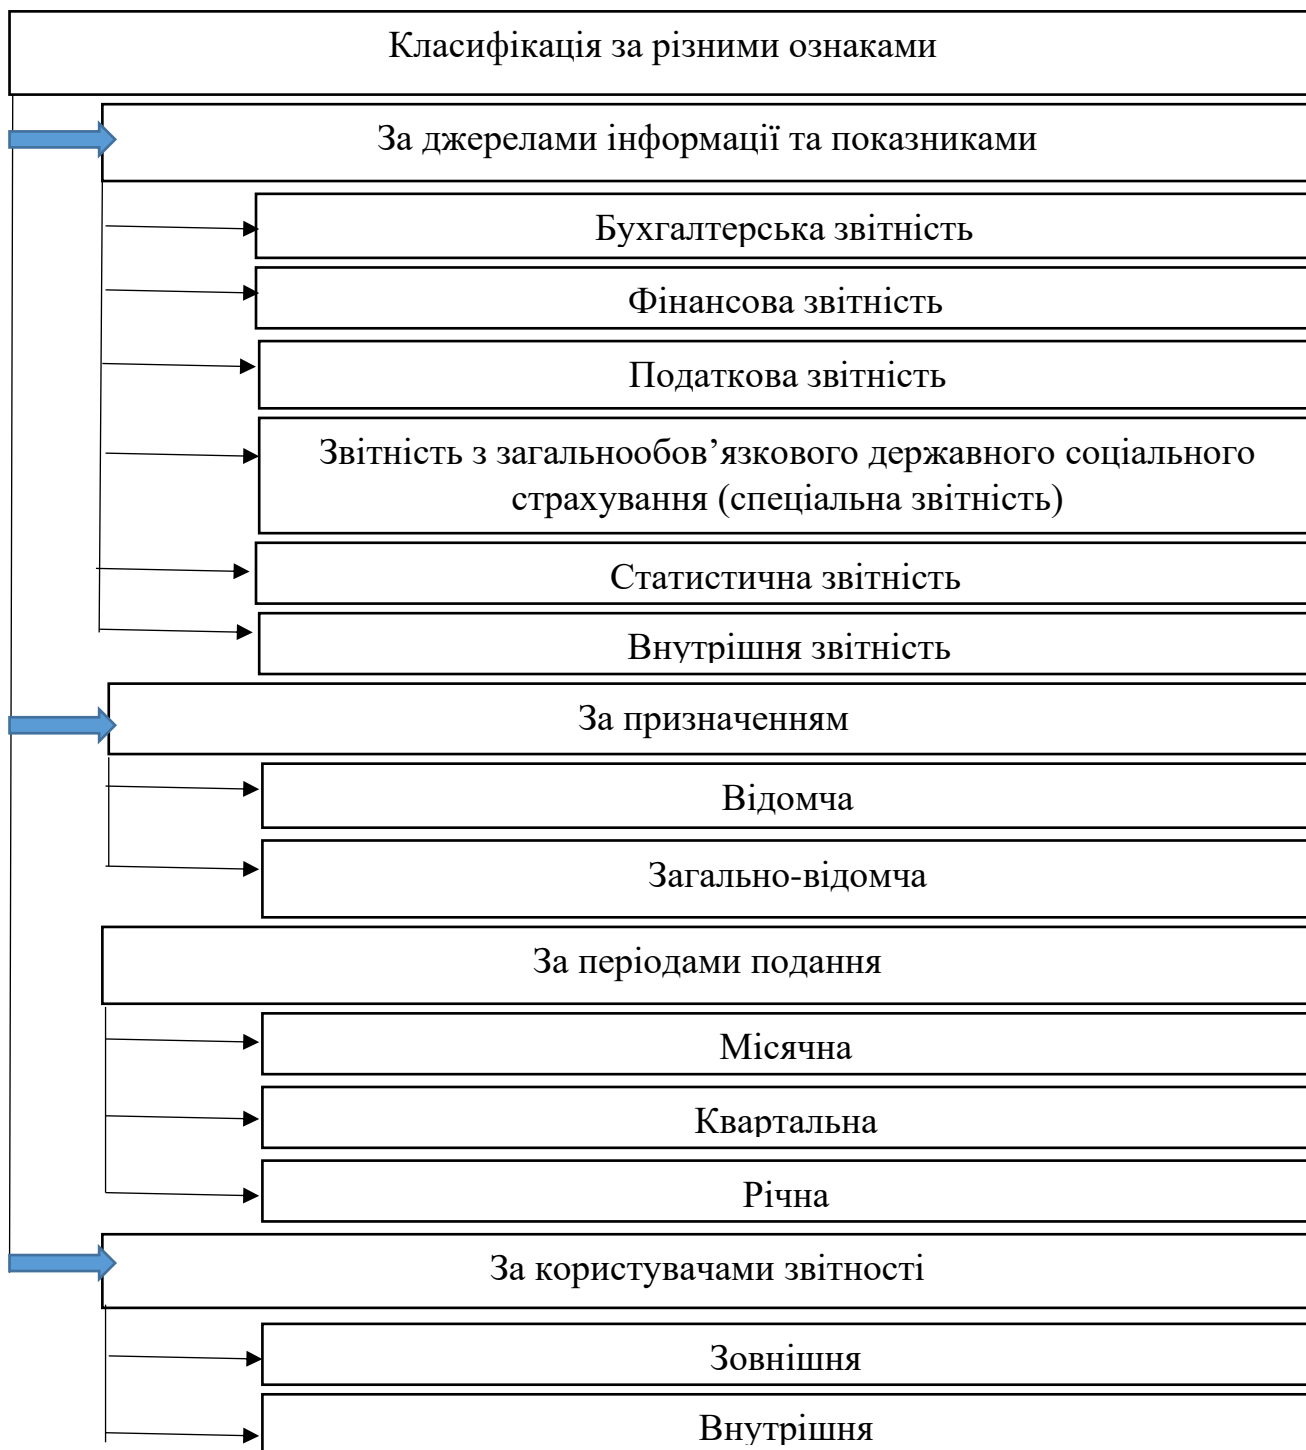 Класифікація за різними ознаками
За джерелами інформації та показниками
Бухгалтерська звітність
Фінансова звітність
Податкова звітність
Звітність з загальнообов’язкового державного соціального
страхування (спеціальна звітність)
Статистична звітність
Внутрішня звітність
За призначенням
Відомча
Загально-відомча
За періодами подання
Місячна
Квартальна
Річна
За користувачами звітності
Зовнішня
Внутрішня